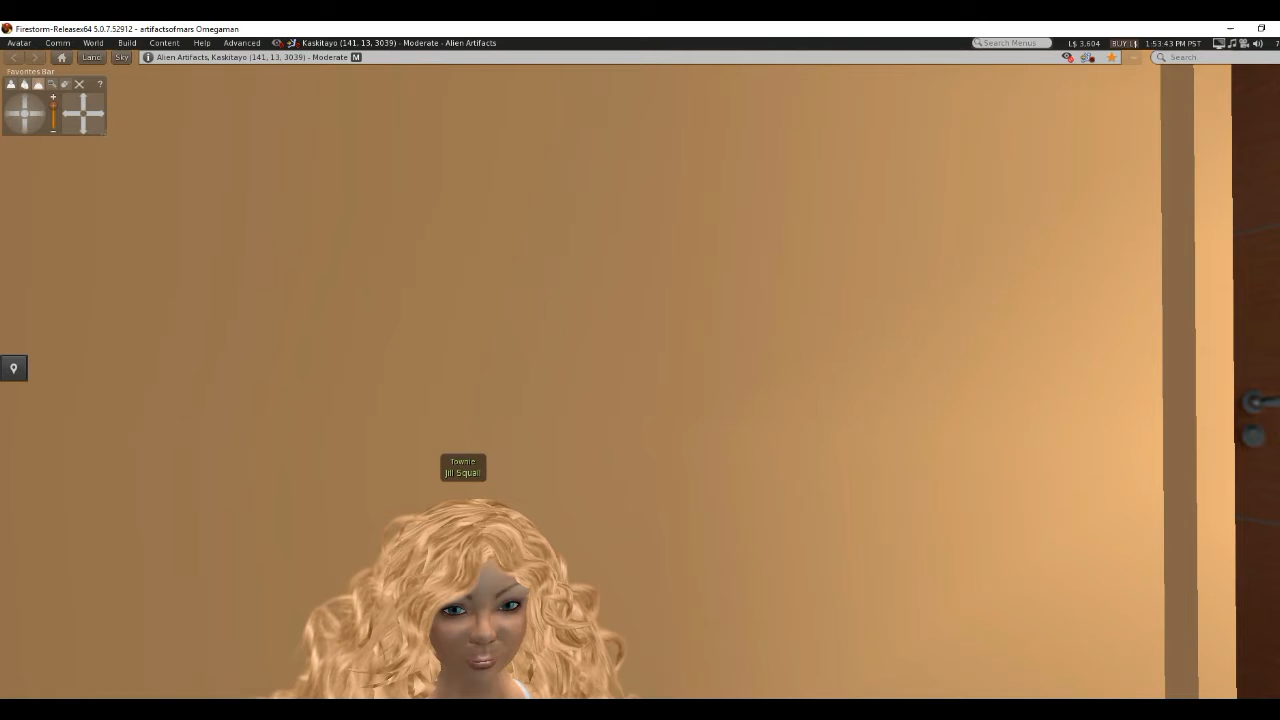 Firestorm-Releasex64 5.0.7.52912 - artifactsofmars Omegaman
Avatar Comm World Build Content Help Advanced Kaskitayo (141, 13, 3039) - Moderate - Alien Artifacts Search Menus L$ 3,604 BUY L$ 1:53:43 PM PST
Land Sky Alien Artifacts, Kaskitayo (141, 13, 3039) - Moderate M Search
Favorites Bar
?
+
Townie
Jill Squall